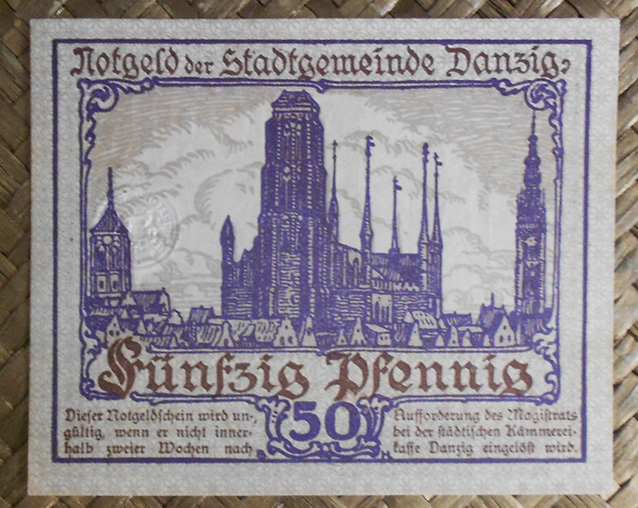 Notgeld der Stadtgemeinde Danzig.
Fünfzig Pfennig
50
Dieser Notgeldschein wird un-
gültig, wenn er nicht inner-
halb zweier Wochen nach
Aufforderung des Magistrats
bei der städtischen Kämmerei-
kasse Danzig eingelöst wird.